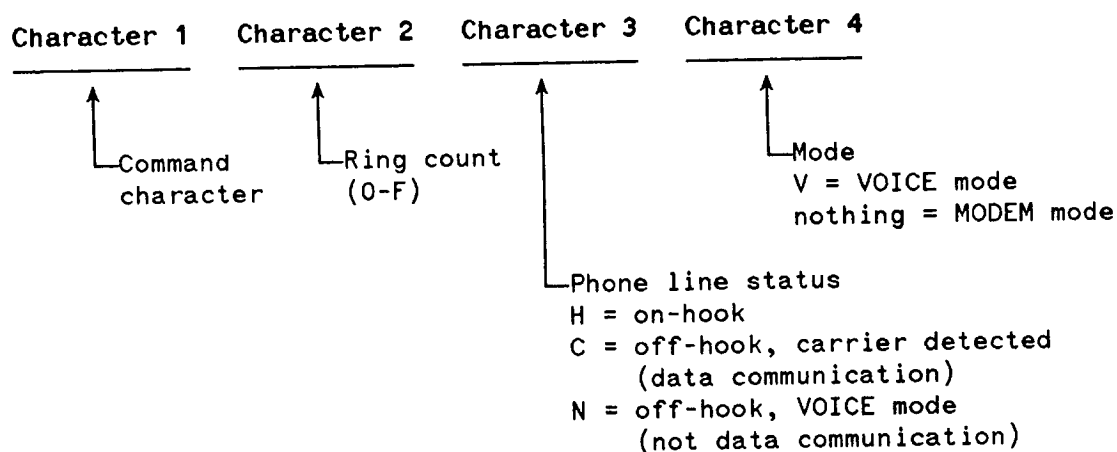 Character 1 Character 2 Character 3 Character 4
Command
character
Ring count
(0-F)
Mode
V = VOICE mode
nothing = MODEM mode
Phone line status
H = on-hook
C = off-hook, carrier detected
(data communication)
N = off-hook, VOICE mode
(not data communication)